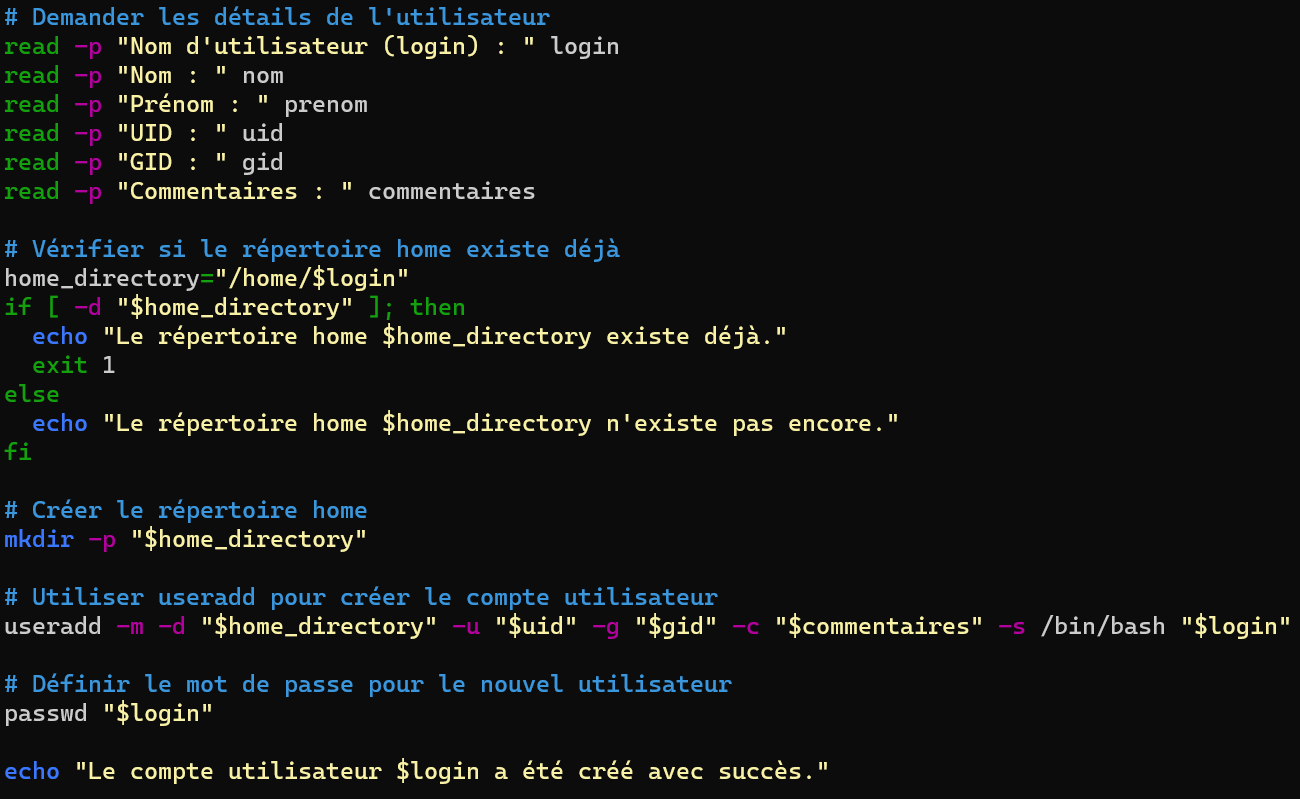 # Demander les détails de l'utilisateur
read -p "Nom d'utilisateur (login) : " login
read -p "Nom : " nom
read -p "Prénom : " prenom
read -p "UID : " uid
read -p "GID : " gid
read -p "Commentaires : " commentaires

# Vérifier si le répertoire home existe déjà
home_directory="/home/$login"
if [ -d "$home_directory" ]; then
  echo "Le répertoire home $home_directory existe déjà."
  exit 1
else
  echo "Le répertoire home $home_directory n'existe pas encore."
fi

# Créer le répertoire home
mkdir -p "$home_directory"

# Utiliser useradd pour créer le compte utilisateur
useradd -m -d "$home_directory" -u "$uid" -g "$gid" -c "$commentaires" -s /bin/bash "$login"

# Définir le mot de passe pour le nouvel utilisateur
passwd "$login"

echo "Le compte utilisateur $login a été créé avec succès."